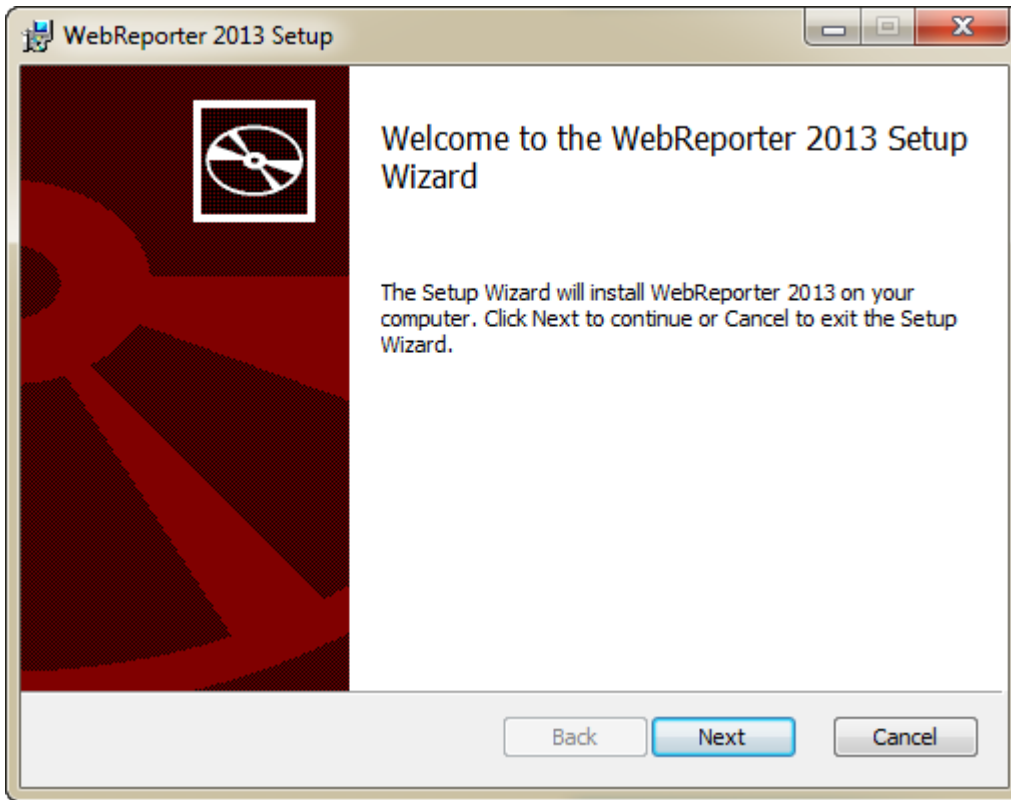 WebReporter 2013 Setup
Welcome to the WebReporter 2013 Setup
Wizard
The Setup Wizard will install WebReporter 2013 on your
computer. Click Next to continue or Cancel to exit the Setup
Wizard.
Back Next Cancel